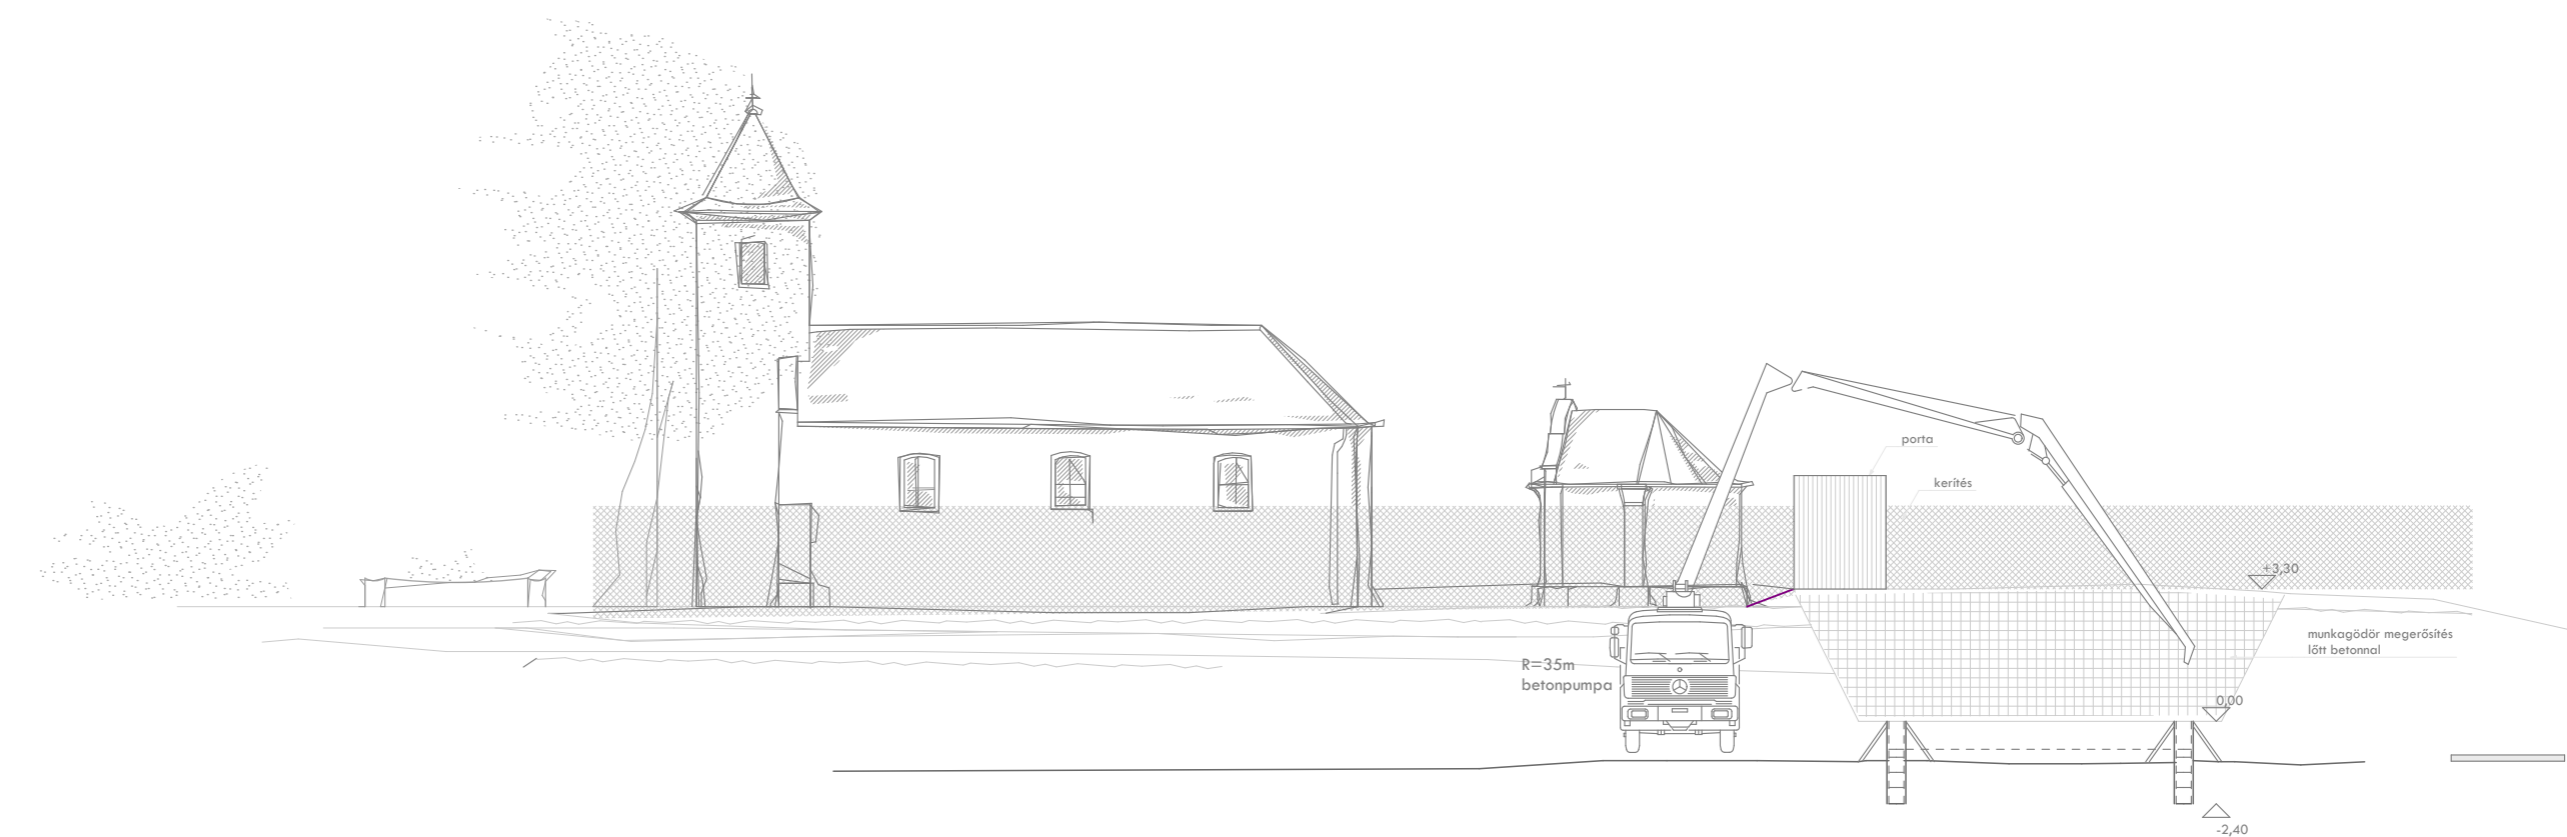 porta
kerítés
+3,30
munkagödör megerősítés
lőtt betonnal
R=35m
betonpumpa
0,00
-2,40